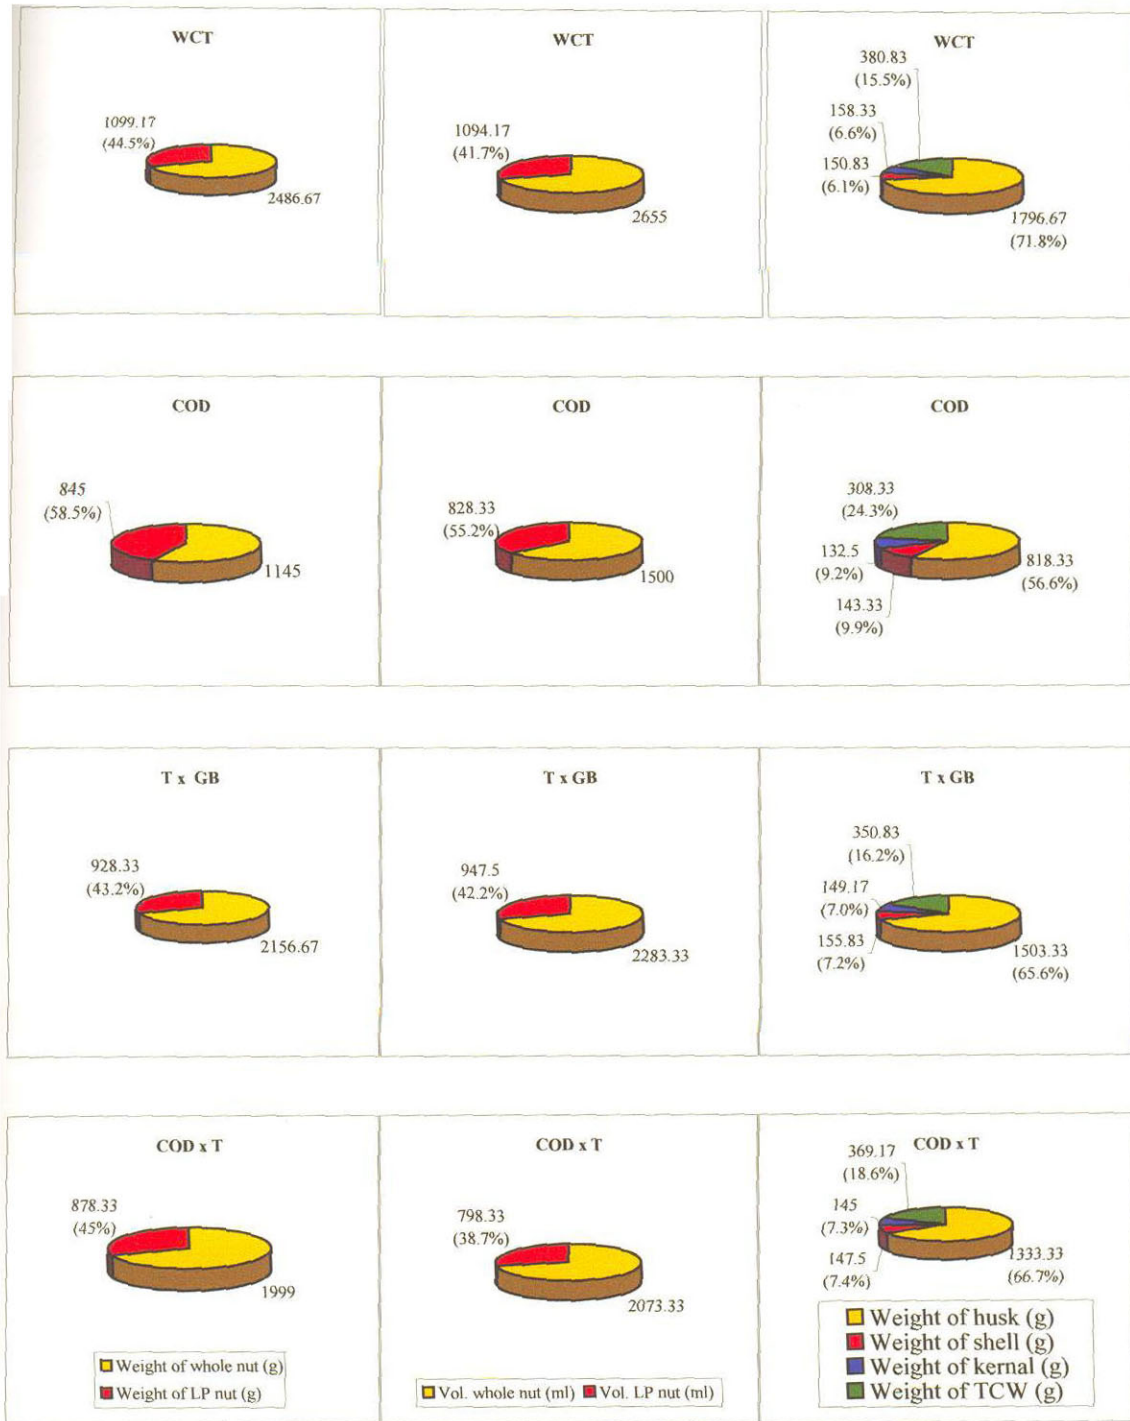 WCT
1099.17
(44.5%)
2486.67
WCT
1094.17
(41.7%)
2655
WCT
380.83
(15.5%)
158.33
(6.6%)
150.83
(6.1%)
1796.67
(71.8%)
COD
845
(58.5%)
1145
COD
828.33
(55.2%)
1500
COD
308.33
(24.3%)
132.5
(9.2%)
143.33
(9.9%)
818.33
(56.6%)
T x GB
928.33
(43.2%)
2156.67
T x GB
947.5
(42.2%)
2283.33
T x GB
350.83
(16.2%)
149.17
(7.0%)
155.83
(7.2%)
1503.33
(65.6%)
COD x T
878.33
(45%)
1999
Weight of whole nut (g)
Weight of LP nut (g)
COD x T
798.33
(38.7%)
2073.33
Vol. whole nut (ml) Vol. LP nut (ml)
COD x T
369.17
(18.6%)
145
(7.3%)
147.5
(7.4%)
1333.33
(66.7%)
Weight of husk (g)
Weight of shell (g)
Weight of kernal (g)
Weight of TCW (g)